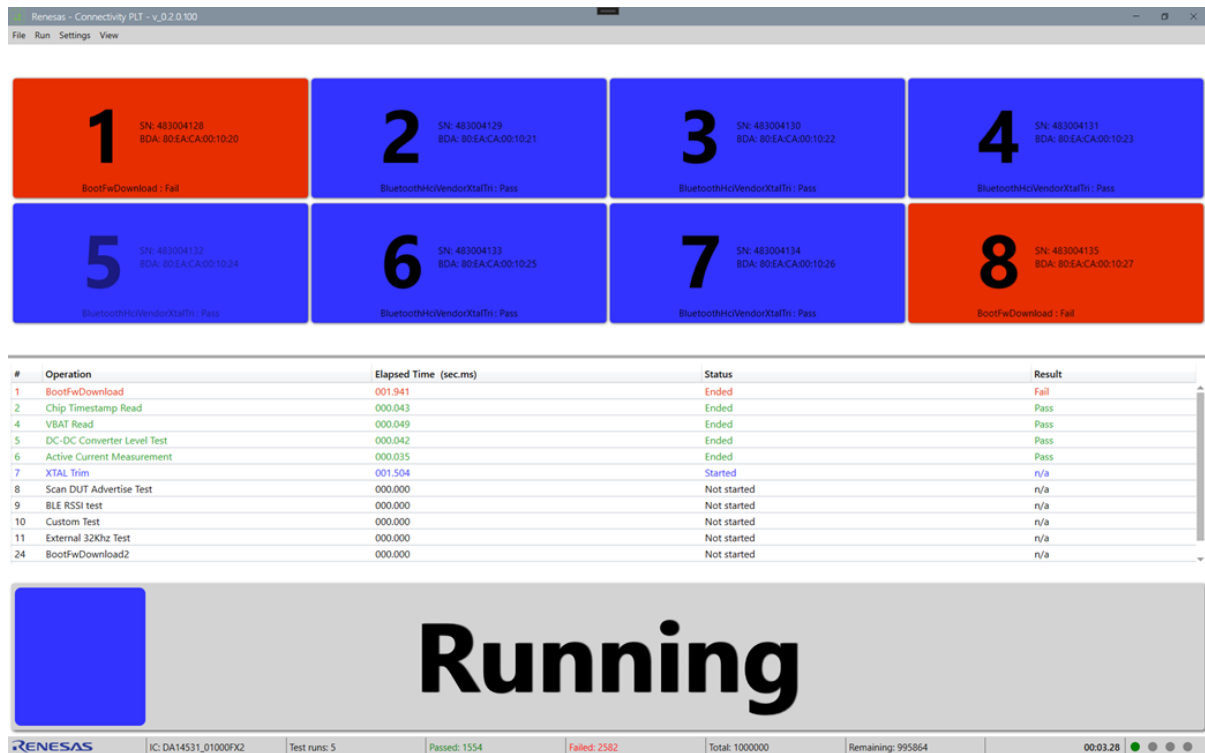 Renesas - Connectivity PLT - v_0.2.0.100
File Run Settings View
1 SN: 483004128
BDA: 80:EA:CA:00:10:20
BootFwDownload : Fail
2 SN: 483004129
BDA: 80:EA:CA:00:10:21
BluetoothHciVendorXtalTri : Pass
3 SN: 483004130
BDA: 80:EA:CA:00:10:22
BluetoothHciVendorXtalTri : Pass
4 SN: 483004131
BDA: 80:EA:CA:00:10:23
BluetoothHciVendorXtalTri : Pass
5 SN: 483004132
BDA: 80:EA:CA:00:10:24
BluetoothHciVendorXtalTri : Pass
6 SN: 483004133
BDA: 80:EA:CA:00:10:25
BluetoothHciVendorXtalTri : Pass
7 SN: 483004134
BDA: 80:EA:CA:00:10:26
BluetoothHciVendorXtalTri : Pass
8 SN: 483004135
BDA: 80:EA:CA:00:10:27
BootFwDownload : Fail
# Operation Elapsed Time (sec.ms) Status Result
1 BootFwDownload 001.941 Ended Fail
2 Chip Timestamp Read 000.043 Ended Pass
4 VBAT Read 000.049 Ended Pass
5 DC-DC Converter Level Test 000.042 Ended Pass
6 Active Current Measurement 000.035 Ended Pass
7 XTAL Trim 001.504 Started n/a
8 Scan DUT Advertise Test 000.000 Not started n/a
9 BLE RSSI test 000.000 Not started n/a
10 Custom Test 000.000 Not started n/a
11 External 32Khz Test 000.000 Not started n/a
24 BootFwDownload2 000.000 Not started n/a
Running
RENESAS IC: DA14531_01000FX2 Test runs: 5 Passed: 1554 Failed: 2582 Total: 1000000 Remaining: 995864 00:03.28